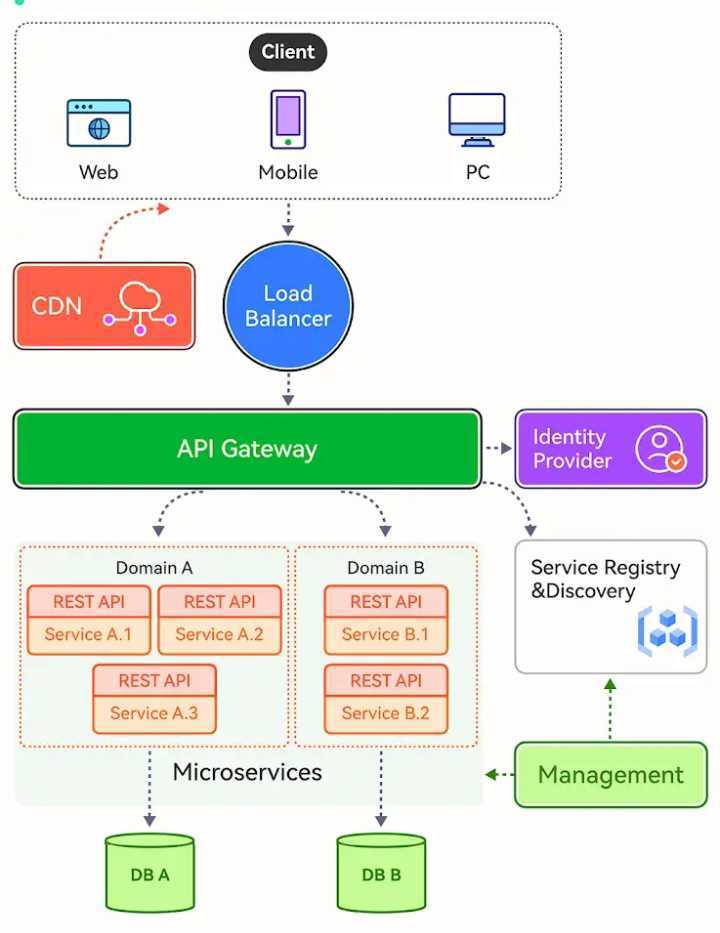 Client
Web
Mobile
PC
CDN
Load
Balancer
API Gateway
Identity
Provider
Domain A
REST API
Service A.1
REST API
Service A.2
REST API
Service A.3
Domain B
REST API
Service B.1
REST API
Service B.2
Service Registry
&Discovery
Microservices
Management
DB A
DB B